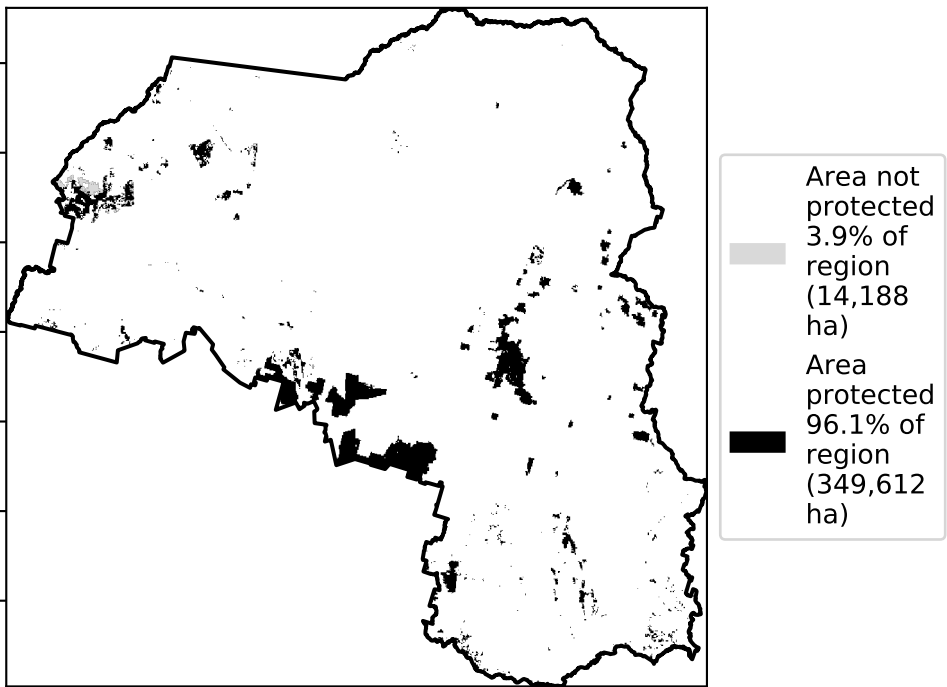 Area not
protected
3.9% of
region
(14,188
ha)
Area
protected
96.1% of
region
(349,612
ha)